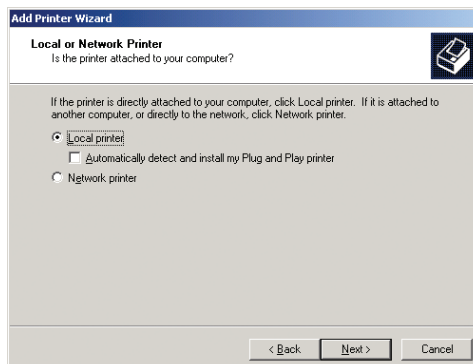 Add Printer Wizard
Local or Network Printer
Is the printer attached to your computer?
If the printer is directly attached to your computer, click Local printer. If it is attached to
another computer, or directly to the network, click Network printer.
Local printer
Automatically detect and install my Plug and Play printer
Network printer
< Back
Next >
Cancel